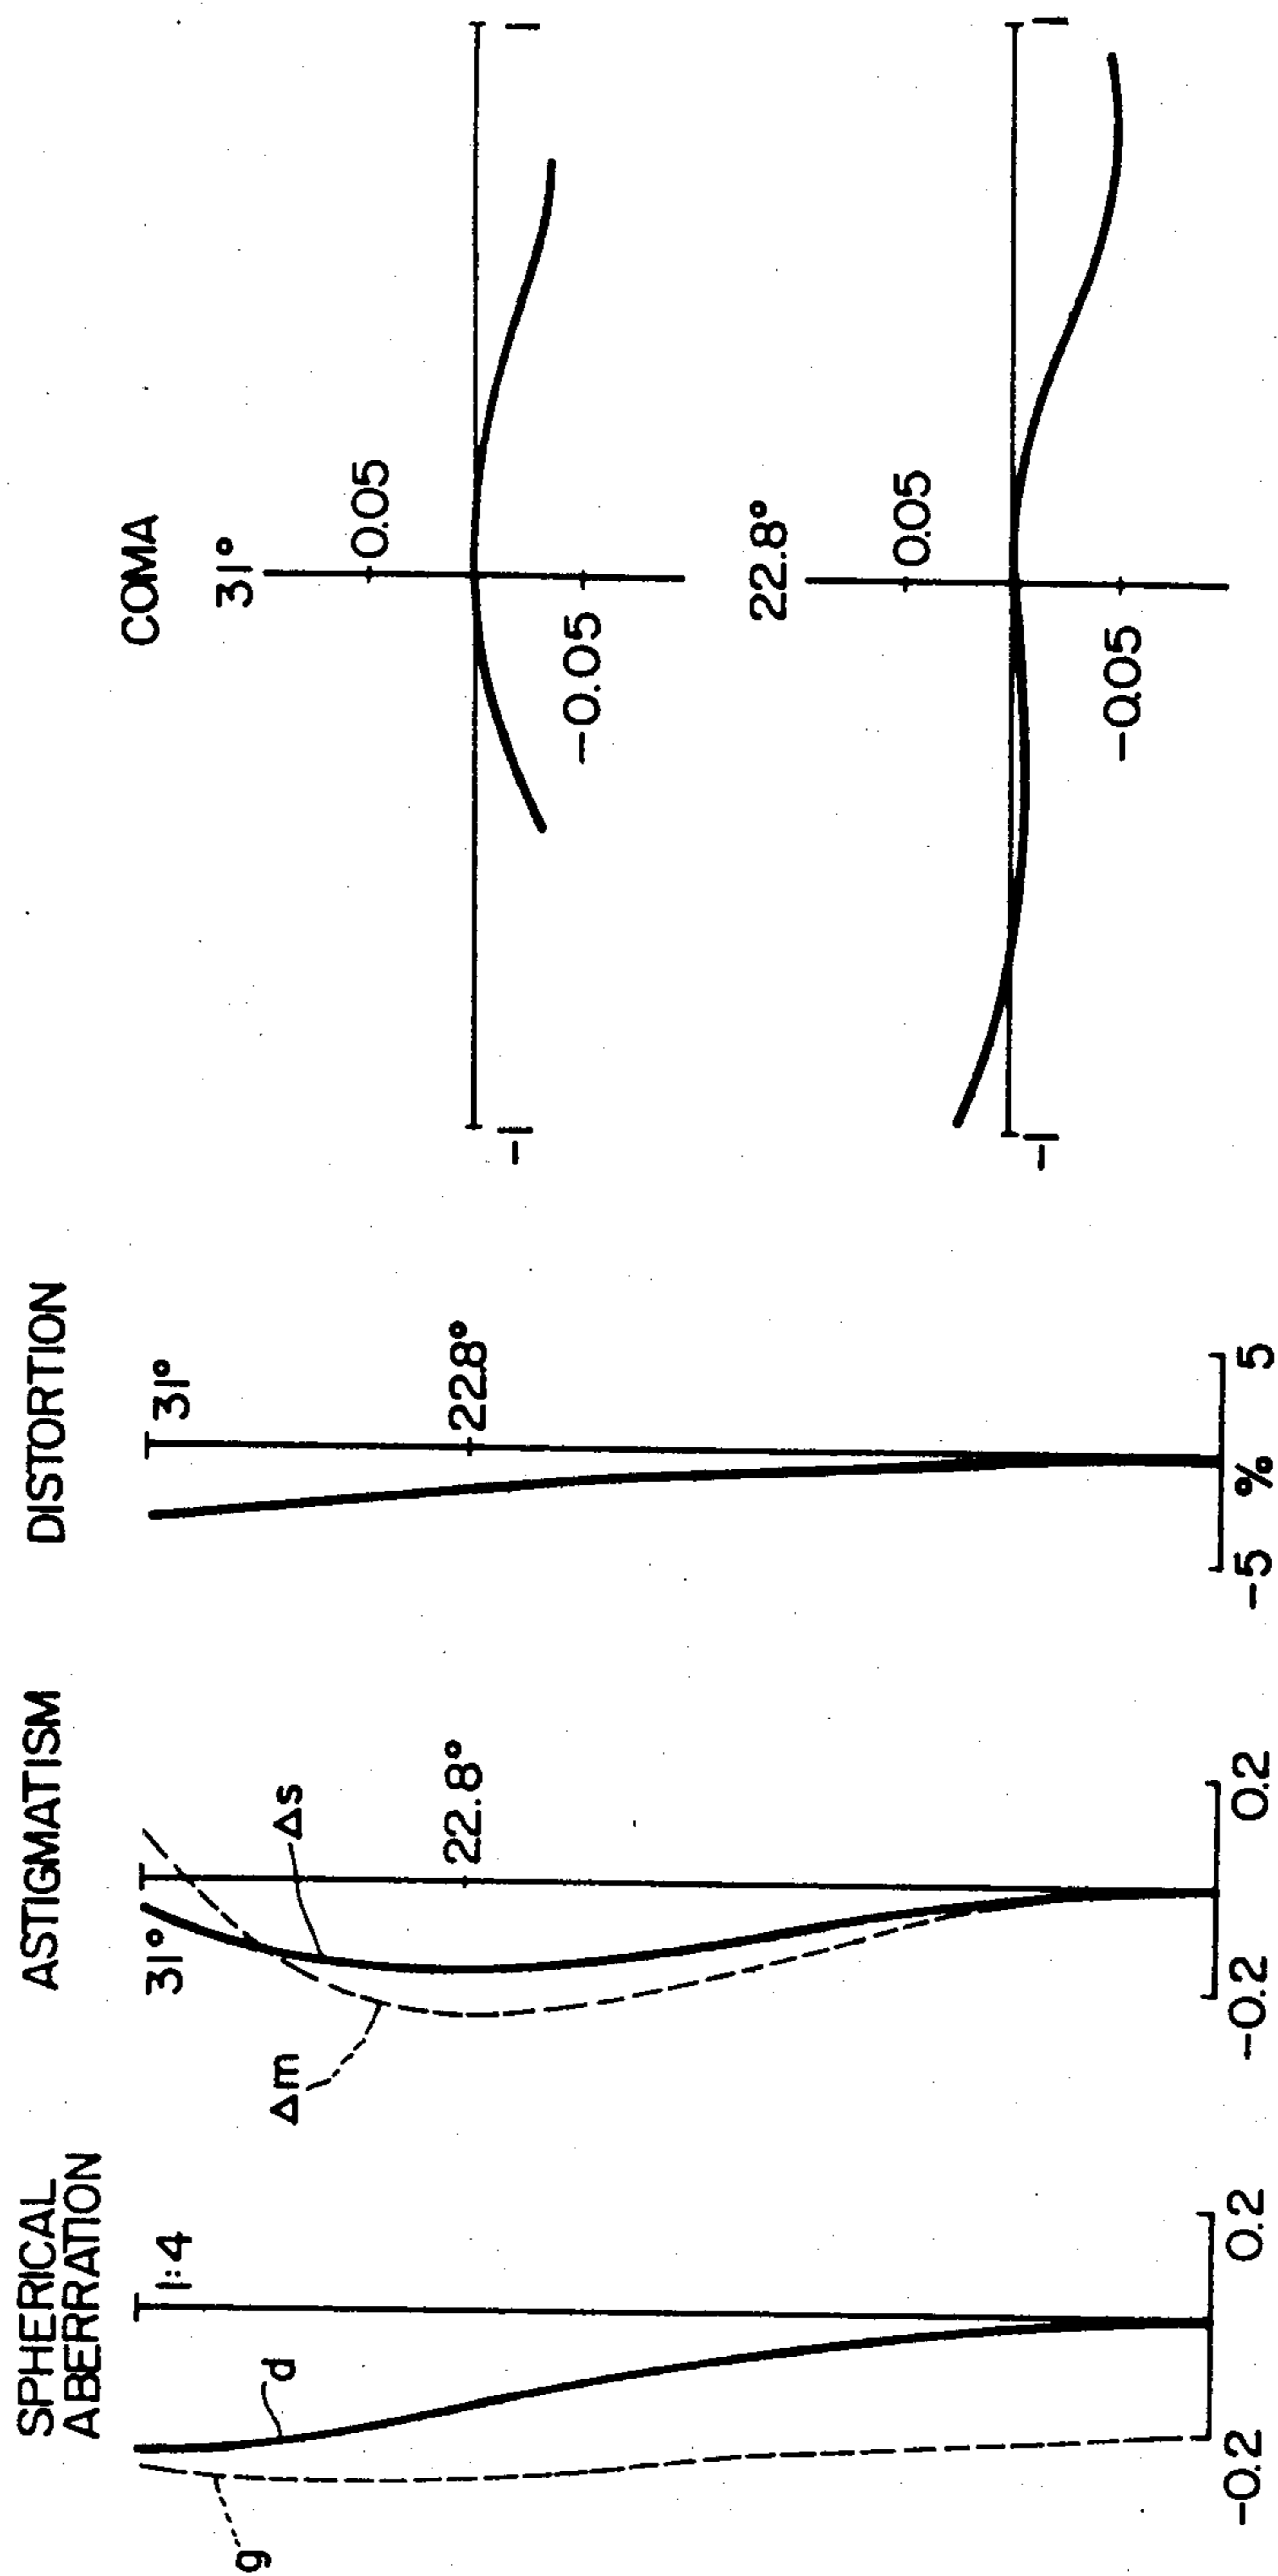 SPHERICAL
ABERRATION
1:4
d
g
-0.2
0.2
ASTIGMATISM
31°
Δs
Δm
22.8°
-0.2
0.2
DISTORTION
31°
22.8°
-5
%
5
COMA
31°
0.05
-0.05
-1
1
22.8°
0.05
-0.05
-1
1